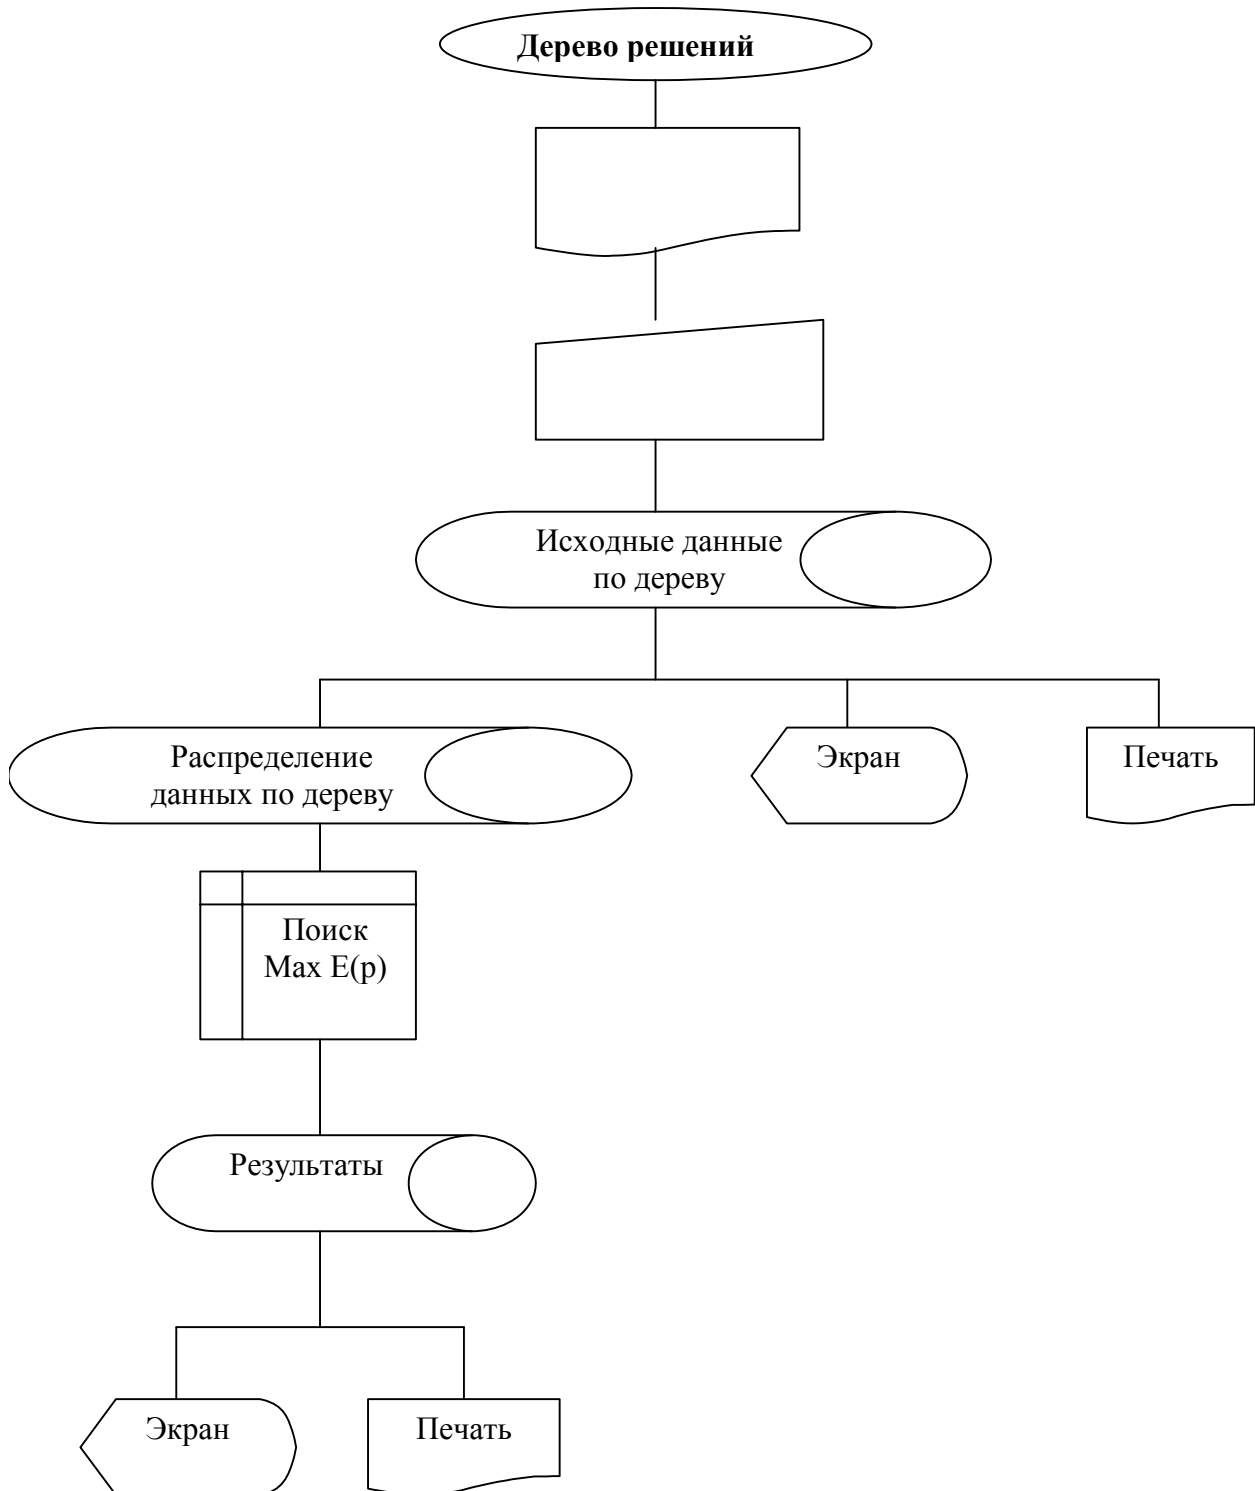 Дерево решений
Исходные данные
по дереву
Распределение
данных по дереву
Экран
Печать
Поиск
Max E(p)
Результаты
Экран
Печать